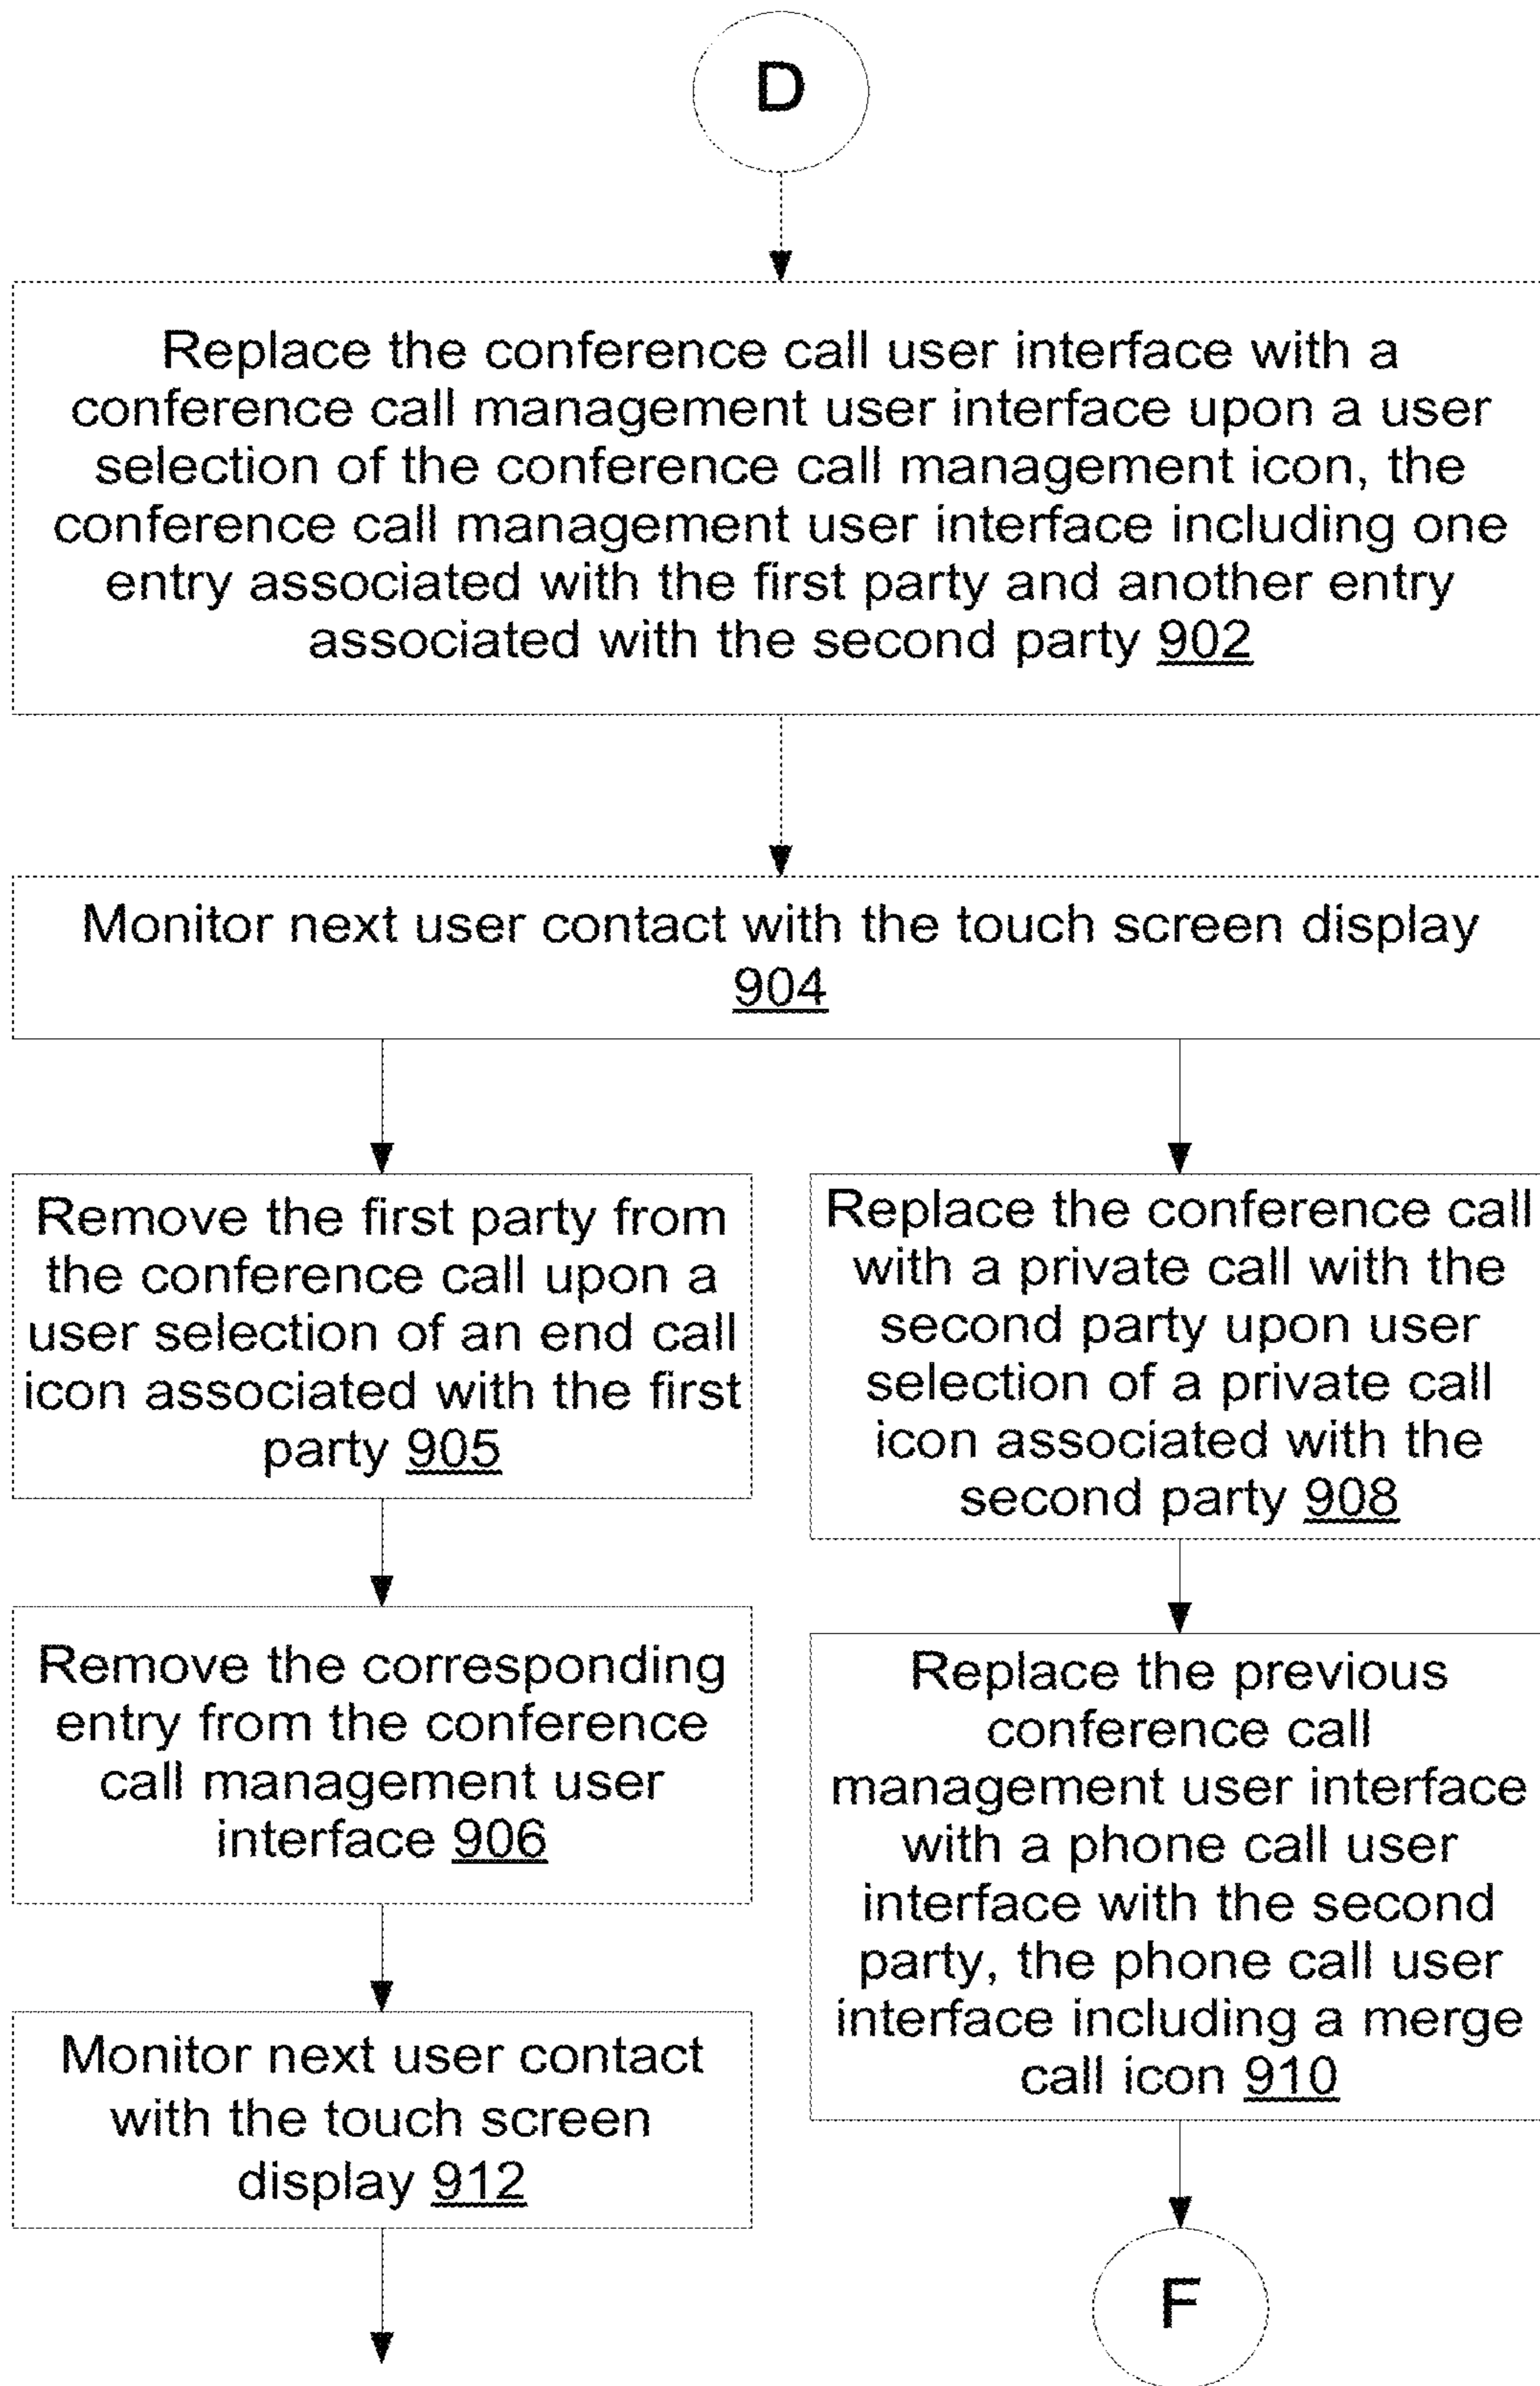 D
Replace the conference call user interface with a
conference call management user interface upon a user
selection of the conference call management icon, the
conference call management user interface including one
entry associated with the first party and another entry
associated with the second party 902
Monitor next user contact with the touch screen display
904
Remove the first party from
the conference call upon a
user selection of an end call
icon associated with the first
party 905
Remove the corresponding
entry from the conference
call management user
interface 906
Monitor next user contact
with the touch screen
display 912
Replace the conference call
with a private call with the
second party upon user
selection of a private call
icon associated with the
second party 908
Replace the previous
conference call
management user interface
with a phone call user
interface with the second
party, the phone call user
interface including a merge
call icon 910
F